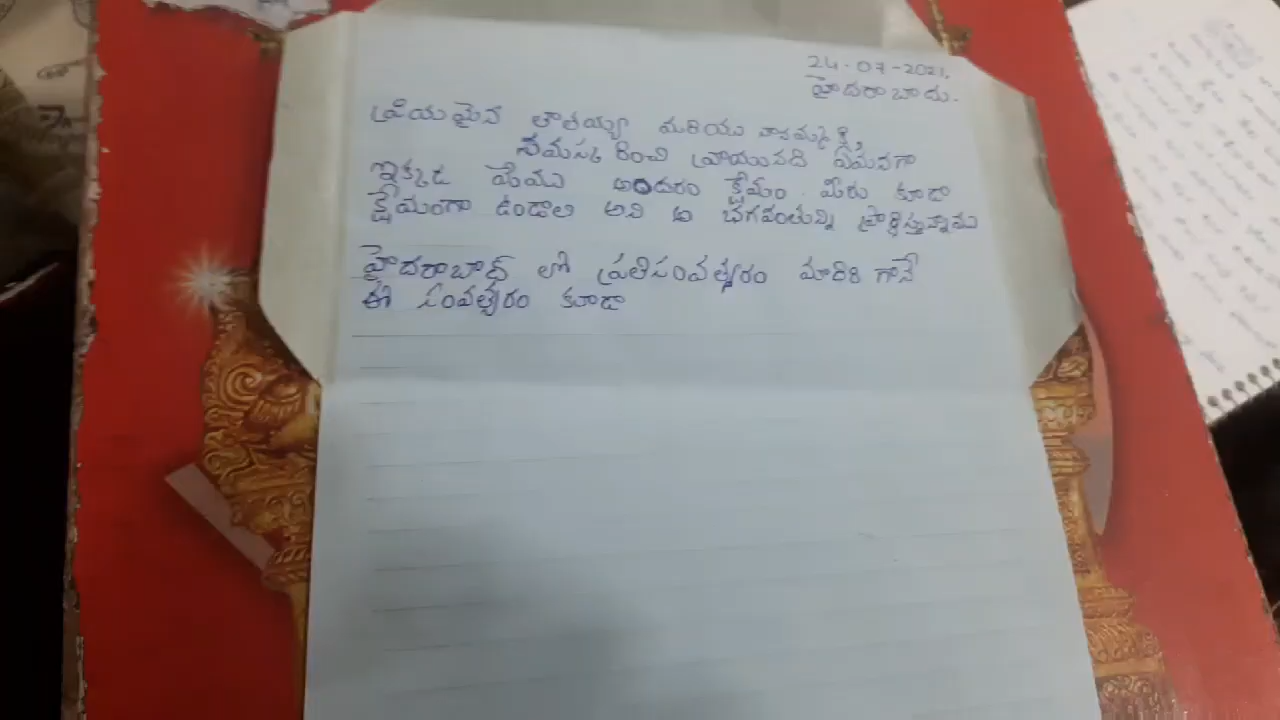 24-07-2021.
హైదరాబాదు.
ప్రియమైన తాతయ్య మరియు నానమ్మ కి,
నమస్కరించి వ్రాయునది ఏమనగా
ఇక్కడ మేము అందరం క్షేమం. మీరు కూడా
క్షేమంగా ఉండాలి అని ఆ భగవంతున్ని ప్రార్థిస్తున్నాము
హైదరాబాద్ లో ప్రతిసంవత్సరం మాదిరి గానే
ఈ సంవత్సరం కూడా